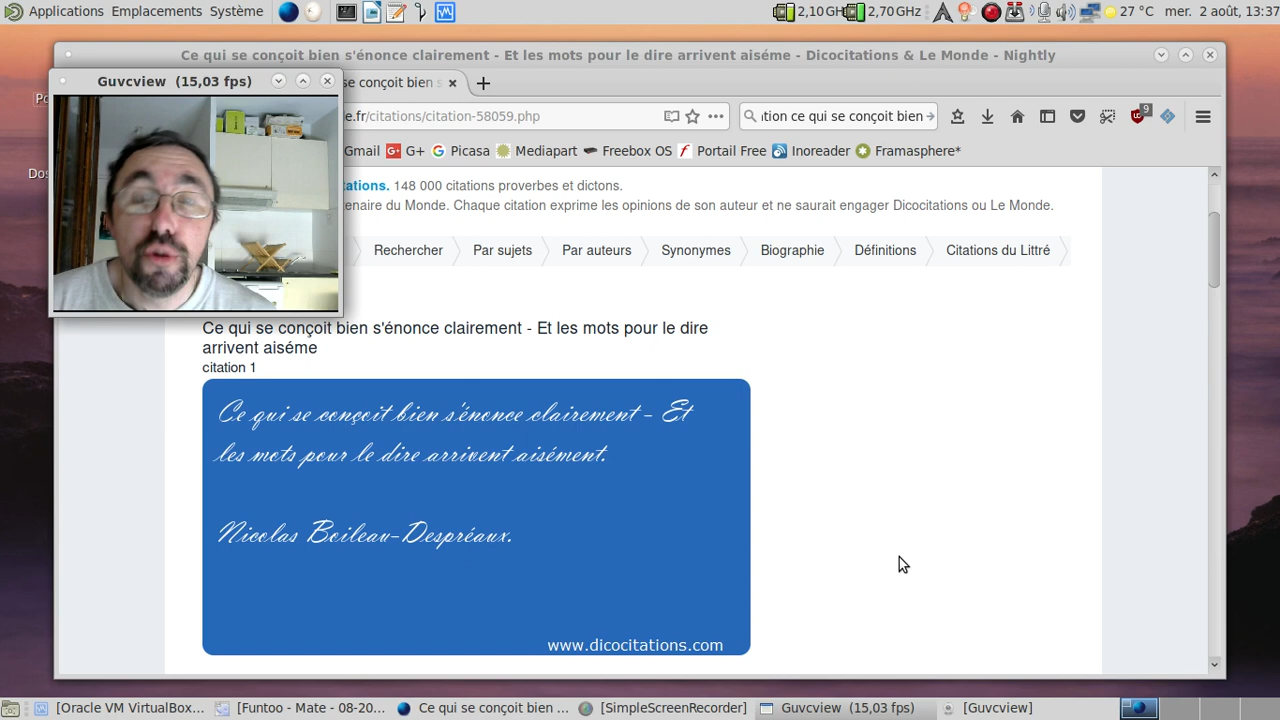 Applications Emplacements Système
2,10 GH 2,70 GHz 27 °C mer. 2 août, 13:37
Ce qui se conçoit bien s'énonce clairement - Et les mots pour le dire arrivent aiséme - Dicocitations & Le Monde - Nightly
Guvcview (15,03 fps)
se conçoit bien s
e.fr/citations/citation-58059.php
tion ce qui se conçoit bien
9
Gmail G+ G+ Picasa Mediapart Freebox OS Portail Free Inoreader Framasphere*
tations. 148 000 citations proverbes et dictons.
tenaire du Monde. Chaque citation exprime les opinions de son auteur et ne saurait engager Dicocitations ou Le Monde.
Rechercher Par sujets Par auteurs Synonymes Biographie Définitions Citations du Littré
Ce qui se conçoit bien s'énonce clairement - Et les mots pour le dire
arrivent aiséme
citation 1
Ce qui se conçoit bien s'énonce clairement - Et
les mots pour le dire arrivent aisément.
Nicolas Boileau-Despréaux.
www.dicocitations.com
[Oracle VM VirtualBox... [Funtoo - Mate - 08-20... Ce qui se conçoit bien ... [SimpleScreenRecorder] Guvcview (15,03 fps) [Guvcview]